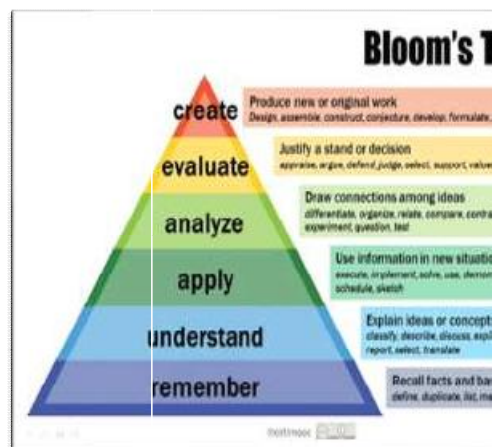 Bloom's T
create
Produce new or original work
Design, assemble, construct, conjecture, develop, formulate,
evaluate
Justify a stand or decision
appraise, argue, defend, judge, select, support, value
analyze
Draw connections among ideas
differentiate, organize, relate, compare, contra
experiment, question, test
apply
Use information in new situatio
execute, implement, solve, use, demon
schedule, sketch
understand
Explain ideas or concept
classify, describe, discuss, expl
report, select, translate
remember
Recall facts and ba
define, duplicate, list, me